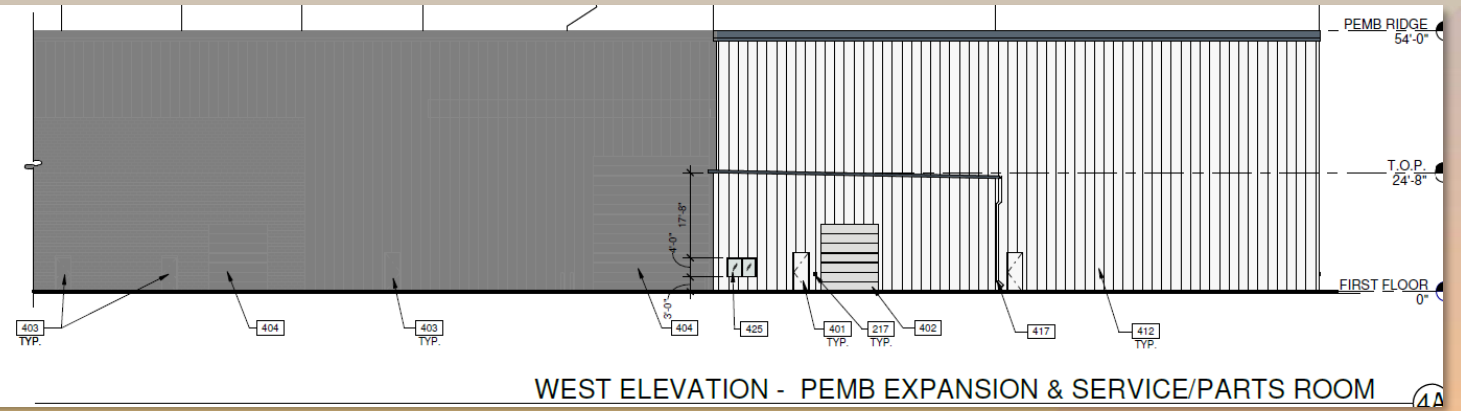 PEMB RIDGE
54'-0"
T.O.P.
24'-8"
17'-8"
4'-0"
3'-0"
FIRST FLOOR
0"
403
TYP.
404
403
TYP.
404
425
401
TYP.
217
TYP.
402
417
412
TYP.
WEST ELEVATION - PEMB EXPANSION & SERVICE/PARTS ROOM
4A